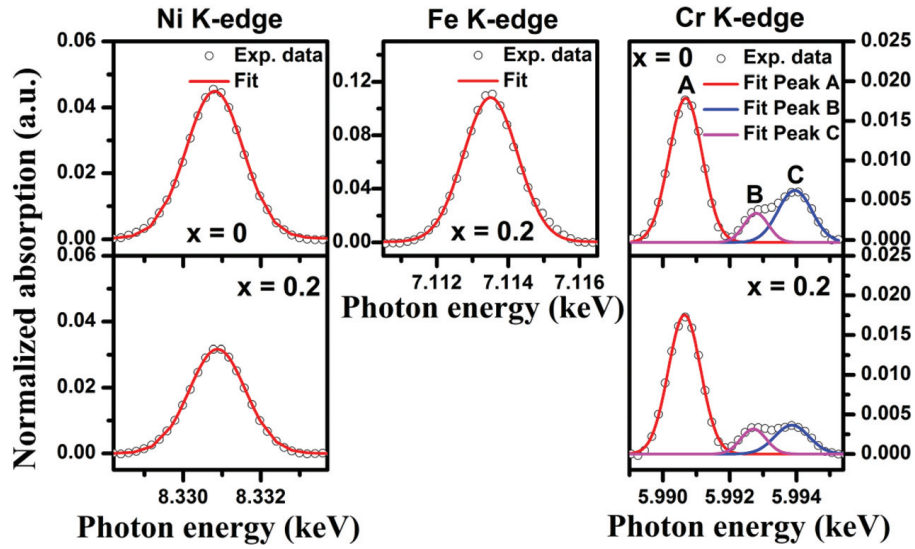 Ni K-edge
Fe K-edge
Cr K-edge
Normalized absorption (a.u.)
0.06
0.04
0.02
0.00
Exp. data
Fit
x = 0
0.12
0.08
0.04
0.00
Exp. data
Fit
x = 0.2
7.112 7.114 7.116
Photon energy (keV)
x = 0
A
B
C
Exp. data
Fit Peak A
Fit Peak B
Fit Peak C
0.025
0.020
0.015
0.010
0.005
0.000
0.06
0.04
0.02
0.00
x = 0.2
8.330 8.332
Photon energy (keV)
x = 0.2
0.025
0.020
0.015
0.010
0.005
0.000
5.990 5.992 5.994
Photon energy (keV)